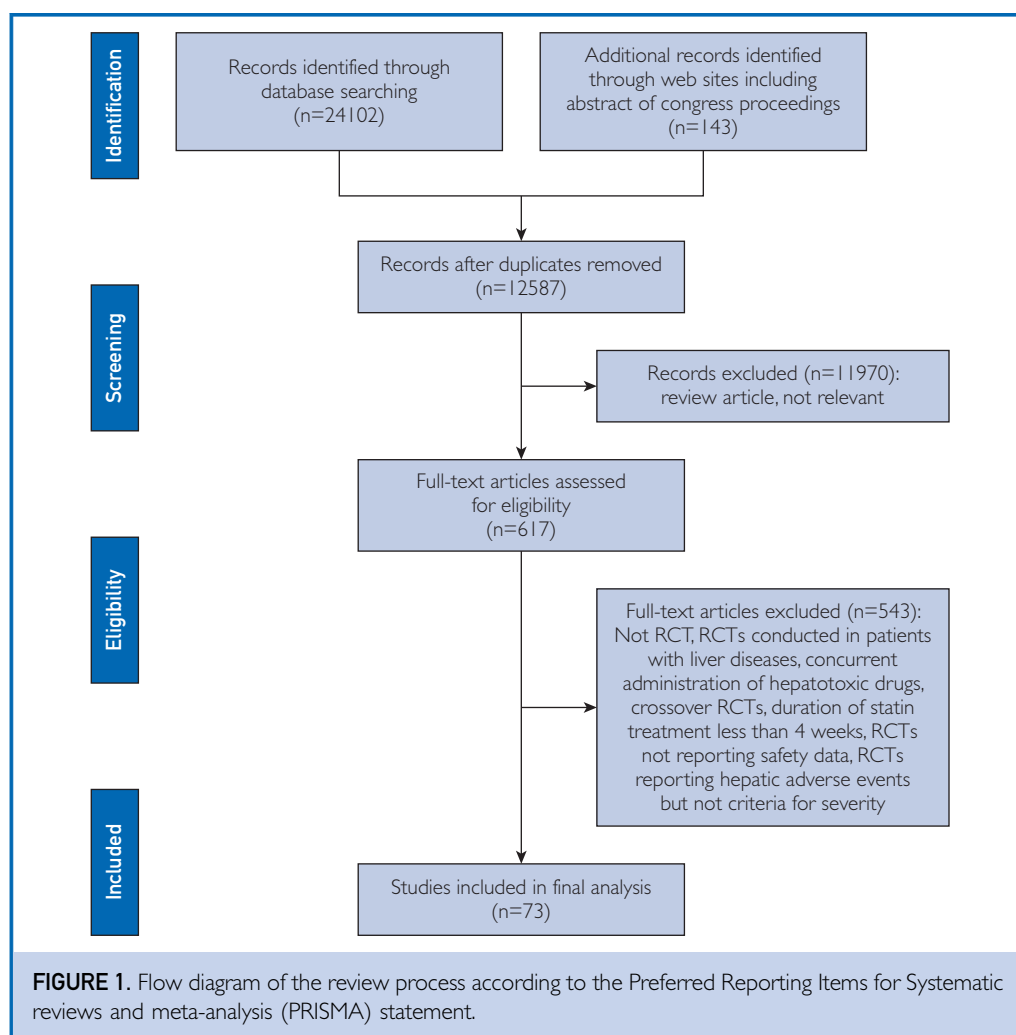 Identification
Records identified through
database searching
(n=24102)
Additional records identified
through web sites including
abstract of congress proceedings
(n=143)
Screening
Records after duplicates removed
(n=12587)
Records excluded (n=11970):
review article, not relevant
Eligibility
Full-text articles assessed
for eligibility
(n=617)
Full-text articles excluded (n=543):
Not RCT, RCTs conducted in patients
with liver diseases, concurrent
administration of hepatotoxic drugs,
crossover RCTs, duration of statin
treatment less than 4 weeks, RCTs
not reporting safety data, RCTs
reporting hepatic adverse events
but not criteria for severity
Included
Studies included in final analysis
(n=73)
FIGURE 1. Flow diagram of the review process according to the Preferred Reporting Items for Systematic
reviews and meta-analysis (PRISMA) statement.